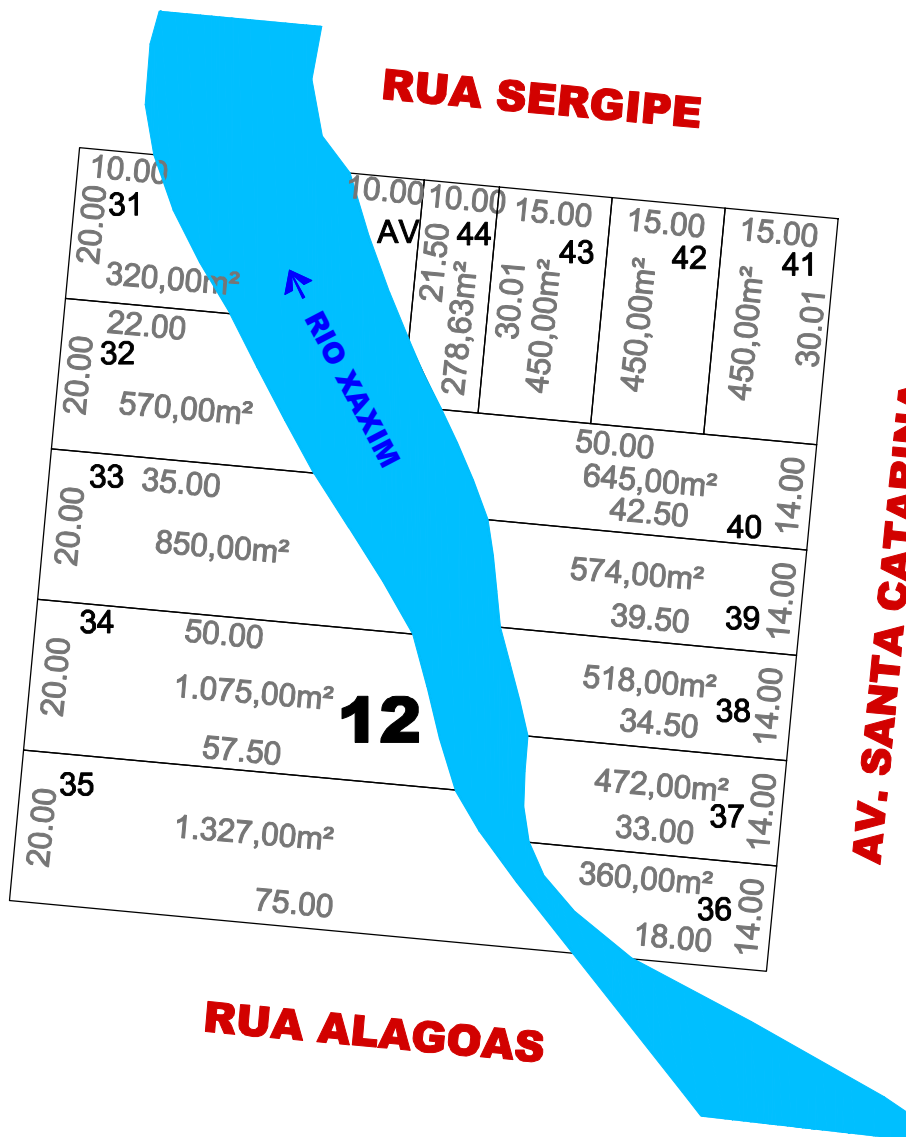 RUA SERGIPE
10.00
31
20.00
320,00m²
10.00
AV
10.00
44
21.50
278,63m²
15.00
43
30.01
450,00m²
15.00
42
450,00m²
15.00
41
450,00m²
30.01
22.00
32
20.00
570,00m²
RIO XAXIM
33
35.00
20.00
850,00m²
34
50.00
20.00
1.075,00m²
57.50
12
35
20.00
1.327,00m²
75.00
50.00
645,00m²
42.50
40
14.00
574,00m²
39.50
39
14.00
518,00m²
34.50
38
14.00
472,00m²
33.00
37
14.00
360,00m²
36
18.00
14.00
AV. SANTA CATARINA
RUA ALAGOAS